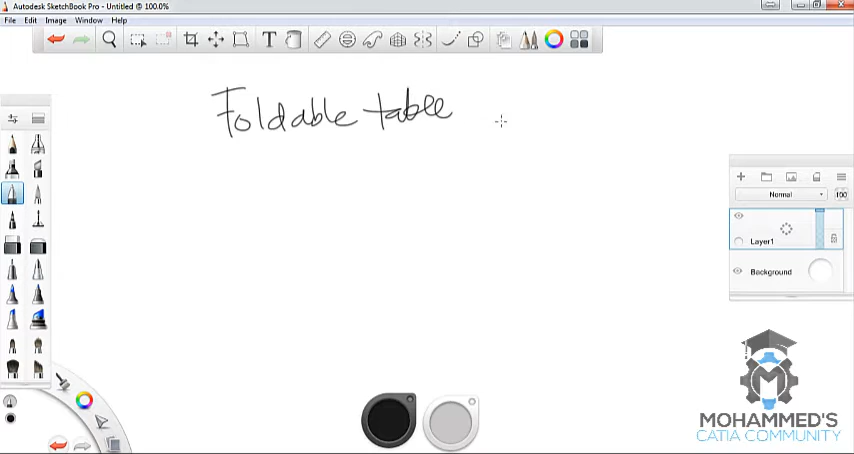 Autodesk SketchBook Pro - Untitled @ 100.0%
File Edit Image Window Help
T
Foldable table
Normal 100
Layer1
Background
M
MOHAMMED'S
CATIA COMMUNITY